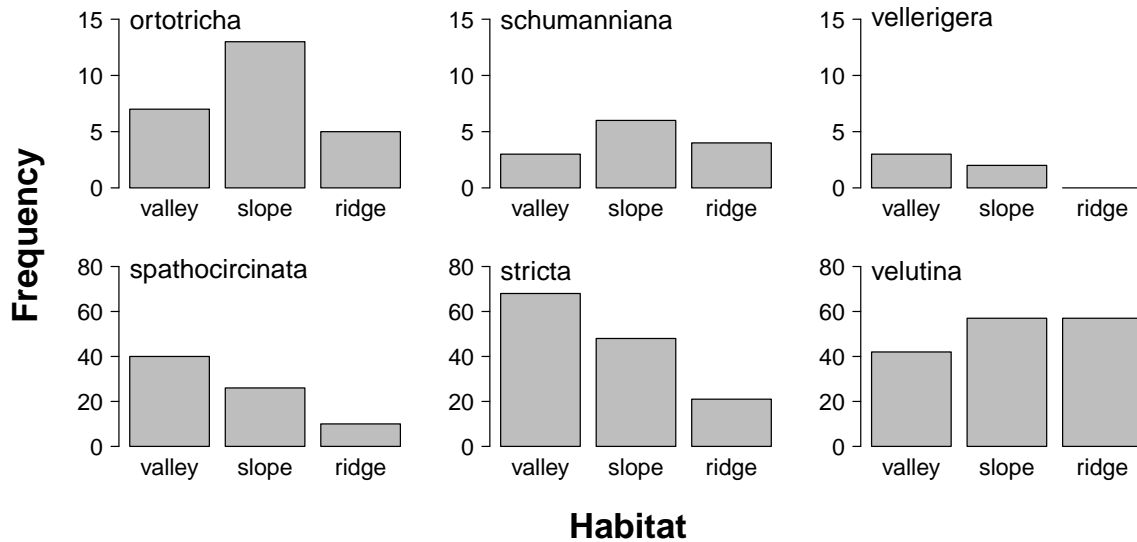 ortotricha
15
10
5
0
valley slope ridge
schumanniana
15
10
5
0
valley slope ridge
vellerigera
15
10
5
0
valley slope ridge
Frequency
spathocircinata
80
60
40
20
0
valley slope ridge
stricta
80
60
40
20
0
valley slope ridge
velutina
80
60
40
20
0
valley slope ridge
Habitat